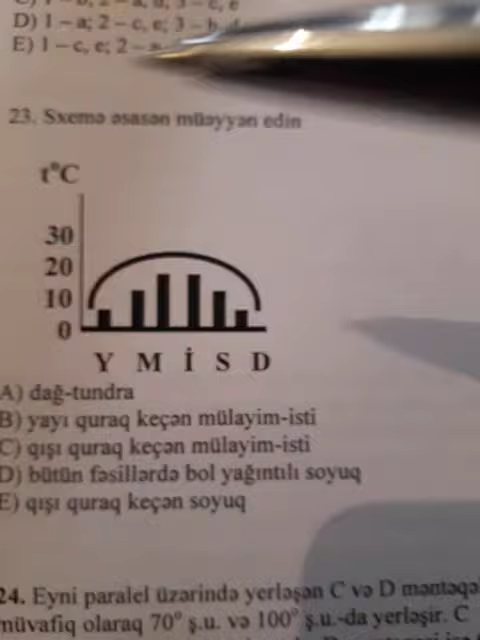 D) 1 – a; 2 – c, e; 3 – b, d
E) 1 – c, e; 2 –
23. Sxemə əsasən müəyyən edin
t°C
30
20
10
0
Y M İ S D
A) dağ-tundra
B) yayı quraq keçən mülayim-isti
C) qışı quraq keçən mülayim-isti
D) bütün fəsillərdə bol yağıntılı soyuq
E) qışı quraq keçən soyuq
24. Eyni paralel üzərində yerləşən C və D məntəqə
müvafiq olaraq 70° ş.u. və 100° ş.u.-da yerləşir. C